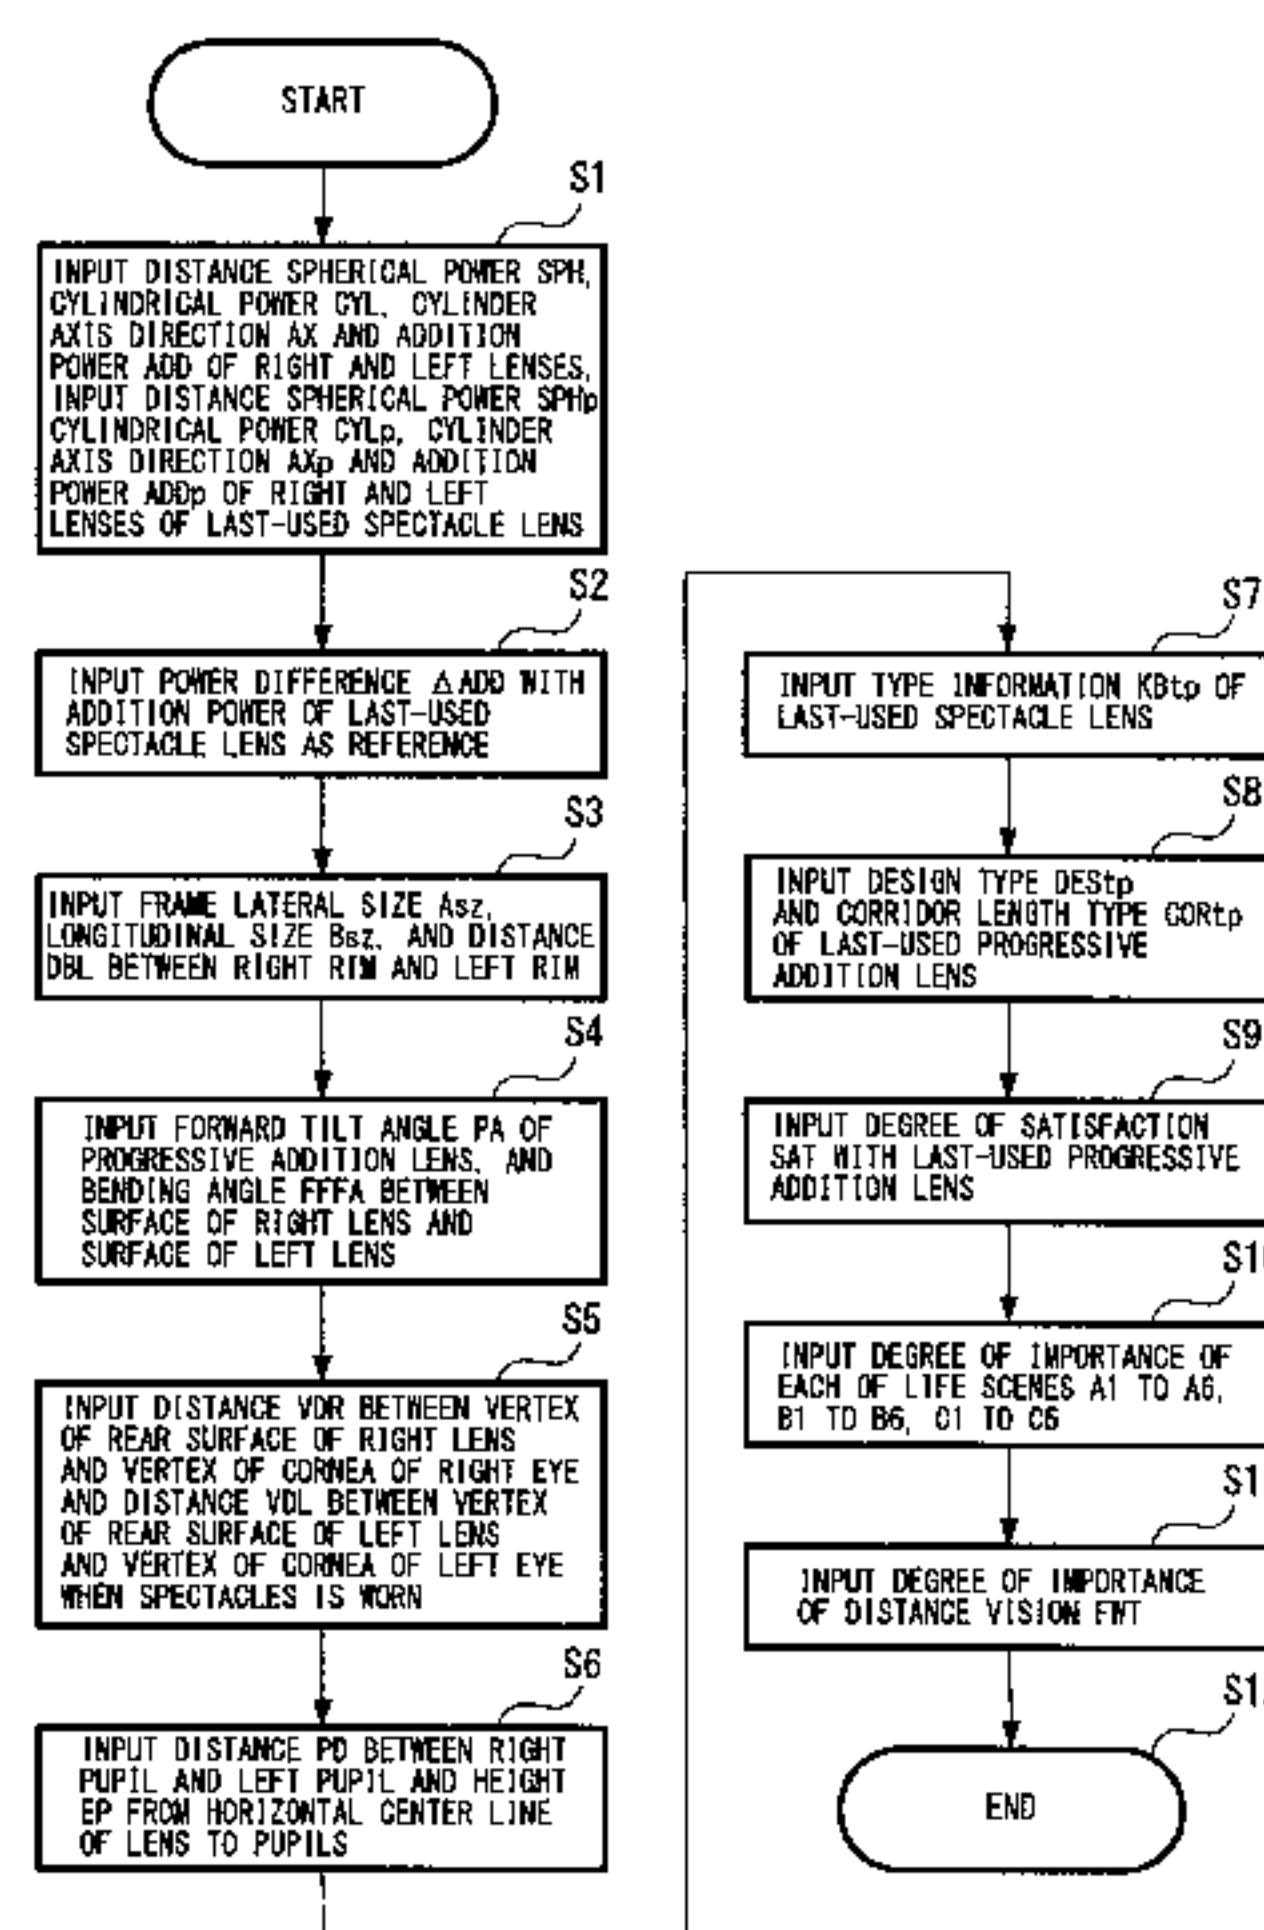 START
S1
INPUT DISTANCE SPHERICAL POWER SPH,
CYLINDRICAL POWER CYL, CYLINDER
AXIS DIRECTION AX AND ADDITION
POWER ADD OF RIGHT AND LEFT LENSES,
INPUT DISTANCE SPHERICAL POWER SPHp
CYLINDRICAL POWER CYLp, CYLINDER
AXIS DIRECTION AXp AND ADDITION
POWER ADDp OF RIGHT AND LEFT
LENSES OF LAST-USED SPECTACLE LENS
S2
INPUT POWER DIFFERENCE ΔADD WITH
ADDITION POWER OF LAST-USED
SPECTACLE LENS AS REFERENCE
S3
INPUT FRAME LATERAL SIZE Asz,
LONGITUDINAL SIZE Bsz, AND DISTANCE
DBL BETWEEN RIGHT RIM AND LEFT RIM
S4
INPUT FORWARD TILT ANGLE PA OF
PROGRESSIVE ADDITION LENS, AND
BENDING ANGLE FFFA BETWEEN
SURFACE OF RIGHT LENS AND
SURFACE OF LEFT LENS
S5
INPUT DISTANCE VDR BETWEEN VERTEX
OF REAR SURFACE OF RIGHT LENS
AND VERTEX OF CORNEA OF RIGHT EYE
AND DISTANCE VDL BETWEEN VERTEX
OF REAR SURFACE OF LEFT LENS
AND VERTEX OF CORNEA OF LEFT EYE
WHEN SPECTACLES IS WORN
S6
INPUT DISTANCE PD BETWEEN RIGHT
PUPIL AND LEFT PUPIL AND HEIGHT
EP FROM HORIZONTAL CENTER LINE
OF LENS TO PUPILS
S7
INPUT TYPE INFORMATION KBtp OF
LAST-USED SPECTACLE LENS
S8
INPUT DESIGN TYPE DEStp
AND CORRIDOR LENGTH TYPE CORtp
OF LAST-USED PROGRESSIVE
ADDITION LENS
S9
INPUT DEGREE OF SATISFACTION
SAT WITH LAST-USED PROGRESSIVE
ADDITION LENS
S10
INPUT DEGREE OF IMPORTANCE OF
EACH OF LIFE SCENES A1 TO A6,
B1 TO B6, C1 TO C6
S1
INPUT DEGREE OF IMPORTANCE
OF DISTANCE VISION FWT
S1
END